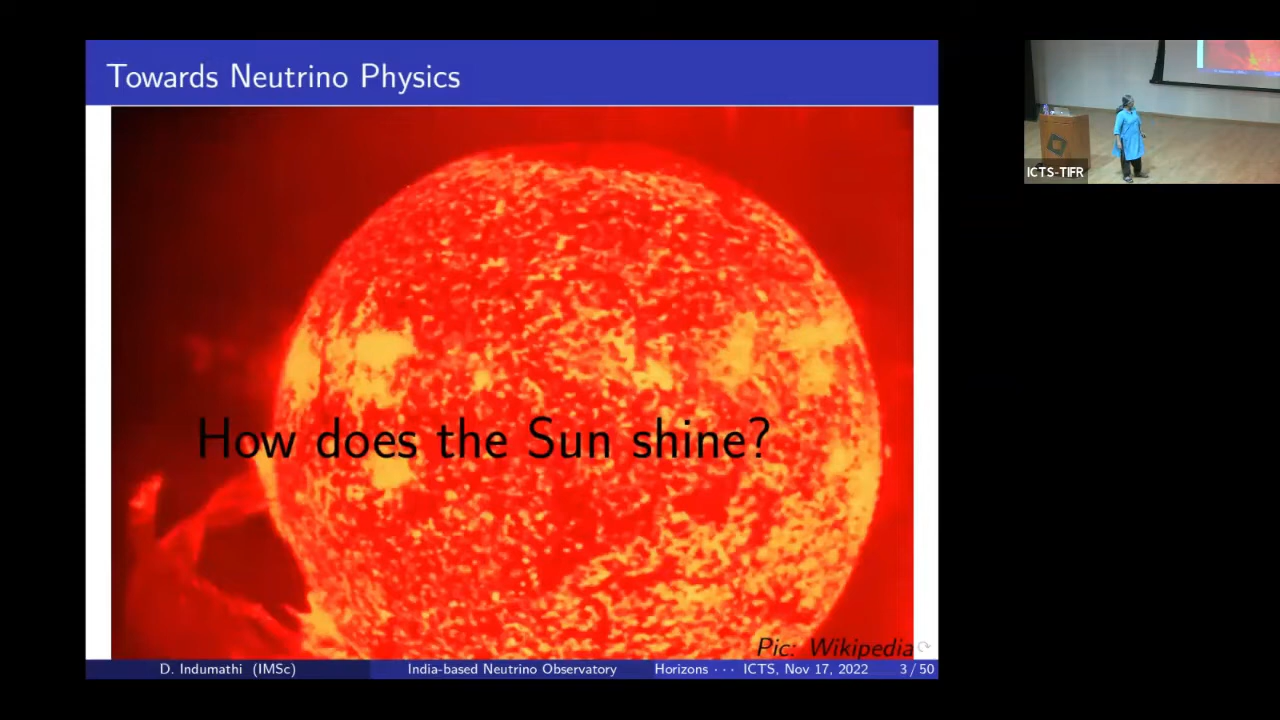 Towards Neutrino Physics
ICTS-TIFR
How does the Sun shine?
Pic: Wikipedia
D. Indumathi (IMSc) India-based Neutrino Observatory Horizons · · · ICTS, Nov 17, 2022 3 / 50